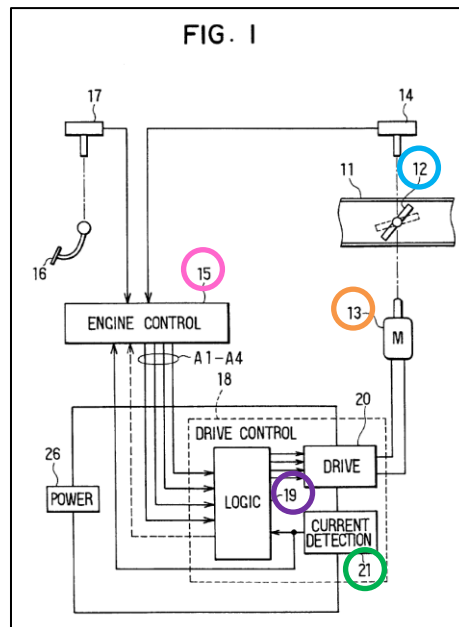 FIG. 1
17
14
11
12
16
15
13
ENGINE CONTROL
M
A1-A4
18
20
DRIVE CONTROL
26
POWER
LOGIC
DRIVE
19
CURRENT
DETECTION
21